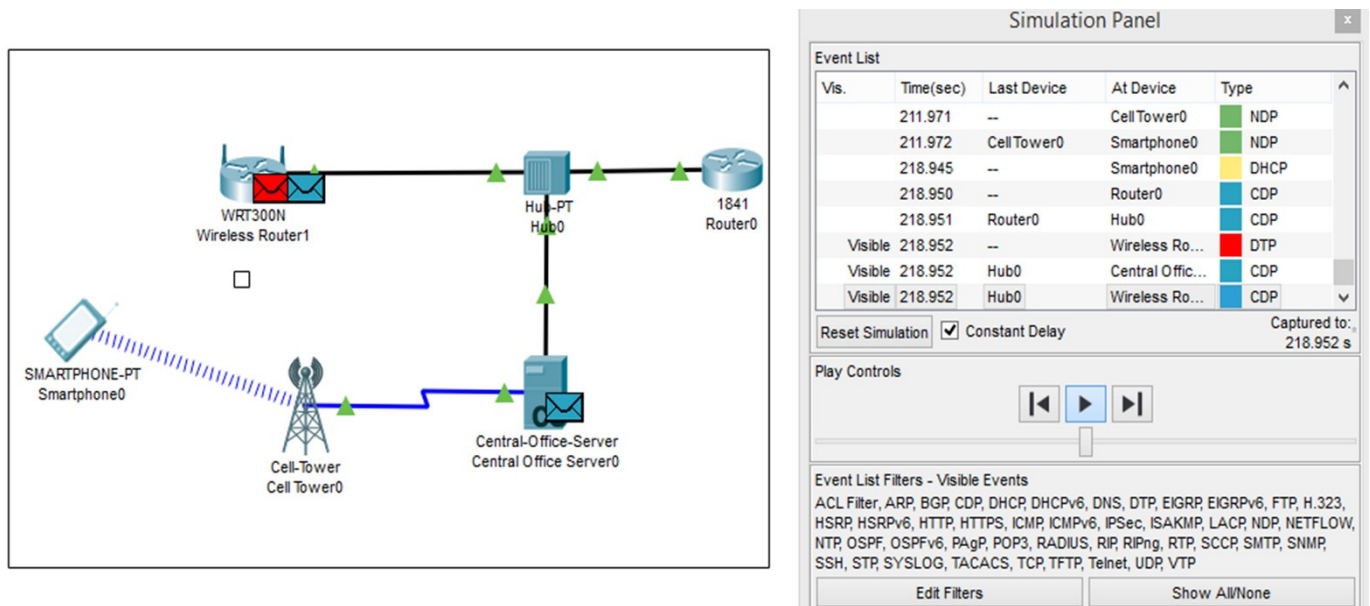 WRT300N
Wireless Router1
Hub-PT
Hub0
1841
Router0
SMARTPHONE-PT
Smartphone0
Cell-Tower
Cell Tower0
Central-Office-Server
Central Office Server0
Simulation Panel
x
Event List
Vis. Time(sec) Last Device At Device Type
211.971 -- Cell Tower0 NDP
211.972 Cell Tower0 Smartphone0 NDP
218.945 -- Smartphone0 DHCP
218.950 -- Router0 CDP
218.951 Router0 Hub0 CDP
Visible 218.952 -- Wireless Ro... DTP
Visible 218.952 Hub0 Central Offic... CDP
Visible 218.952 Hub0 Wireless Ro... CDP
Reset Simulation Constant Delay Captured to:
218.952 s
Play Controls
Event List Filters - Visible Events
ACL Filter, ARP, BGP, CDP, DHCP, DHCPv6, DNS, DTP, EIGRP, EIGRPv6, FTP, H.323,
HSRP, HSRPv6, HTTP, HTTPS, ICMP, ICMPv6, IPSec, ISAKMP, LACP, NDP, NETFLOW,
NTP, OSPF, OSPFv6, PAgP, POP3, RADIUS, RIP, RIPng, RTP, SCCP, SMTP, SNMP,
SSH, STP, SYSLOG, TACACS, TCP, TFTP, Telnet, UDP, VTP
Edit Filters Show All/None